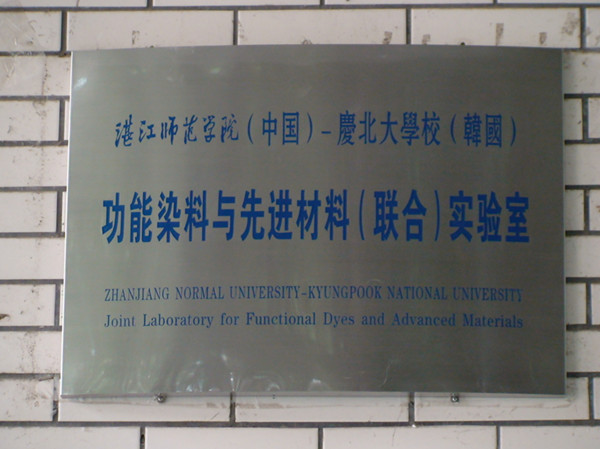 湛江师范学院(中国)-慶北大學校(韓國)
功能染料与先进材料(联合)实验室
ZHANJIANG NORMAL UNIVERSITY-KYUNGPOOK NATIONAL UNIVERSITY
Joint Laboratory for Functional Dyes and Advanced Materials